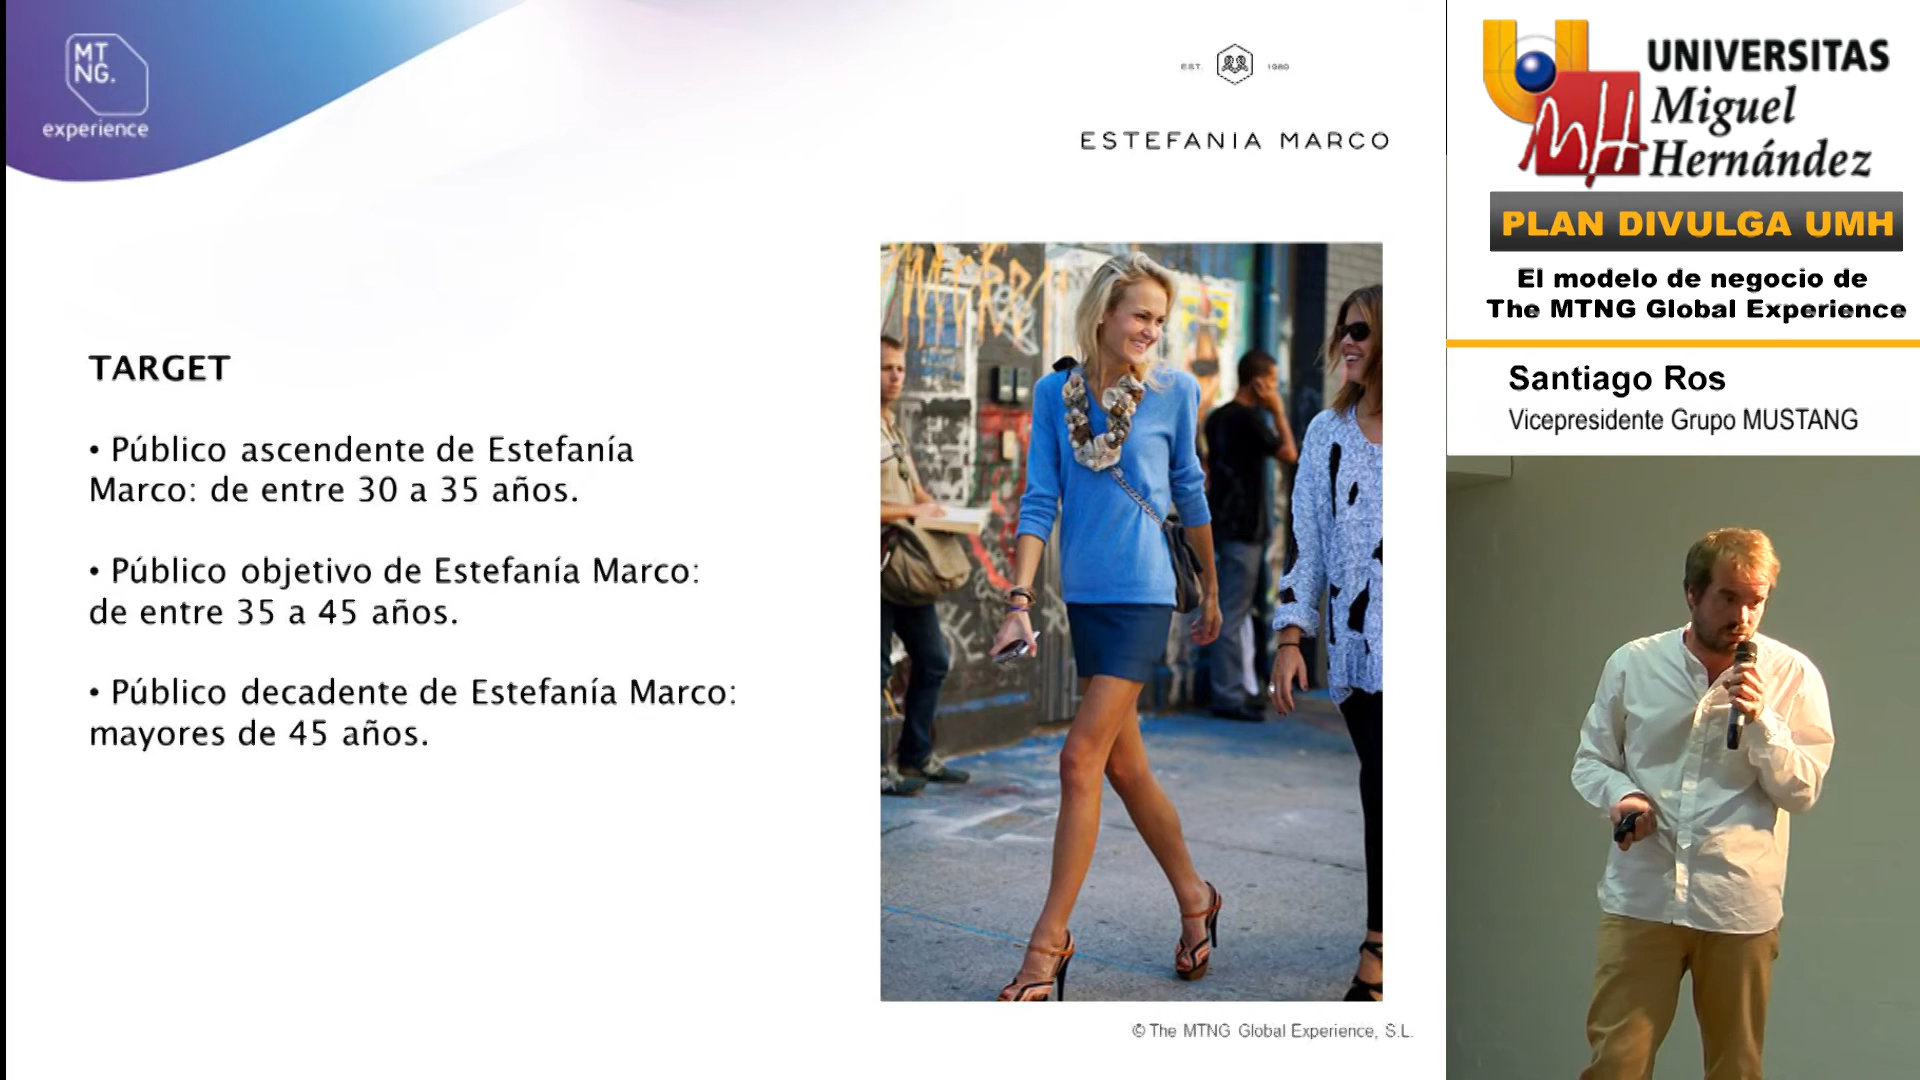 MT
NG.
experience
EST. 1980
ESTEFANIA MARCO
TARGET
• Público ascendente de Estefanía
Marco: de entre 30 a 35 años.
• Público objetivo de Estefanía Marco:
de entre 35 a 45 años.
• Público decadente de Estefanía Marco:
mayores de 45 años.
© The MTNG Global Experience, S.L.
UNIVERSITAS
Miguel
Hernández
PLAN DIVULGA UMH
El modelo de negocio de
The MTNG Global Experience
Santiago Ros
Vicepresidente Grupo MUSTANG